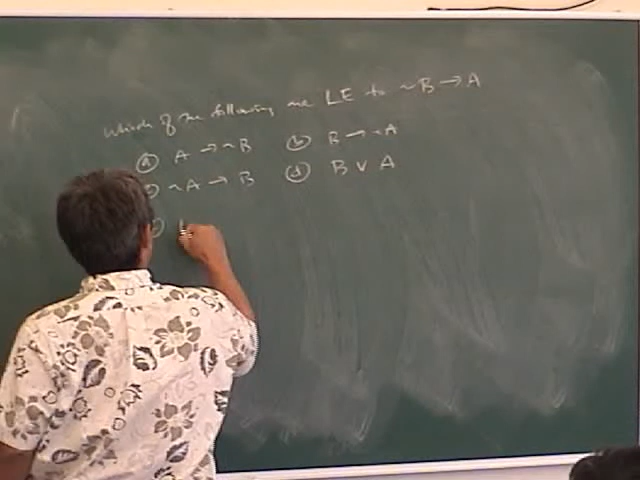 Which of the following are LE to ~B → A
(a) A → ~B (b) B → ~A
~A → B (d) B ∨ A